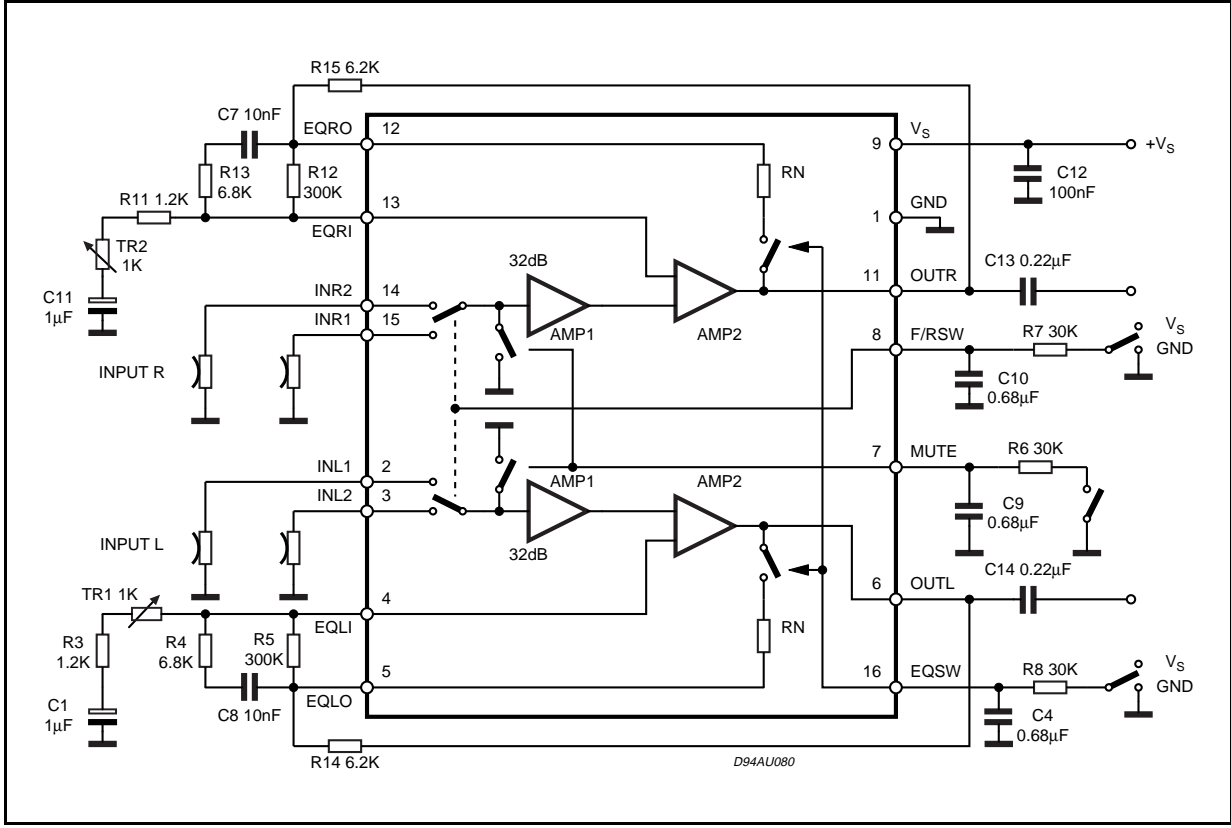 R15 6.2K
C7 10nF
EQRO
12
R13
6.8K
R12
300K
R11 1.2K
13
EQRI
TR2
1K
C11
1µF
INR2
14
INR1
15
INPUT R
32dB
AMP1
AMP2
RN
9
VS
+VS
C12
100nF
GND
1
C13 0.22µF
11
OUTR
8
F/RSW
R7 30K
VS
GND
C10
0.68µF
INL1
2
INL2
3
INPUT L
AMP1
AMP2
32dB
7
MUTE
R6 30K
C9
0.68µF
C14 0.22µF
6
OUTL
TR1 1K
4
EQLI
R3
1.2K
R4
6.8K
R5
300K
RN
5
EQLO
C8 10nF
C1
1µF
16
EQSW
R8 30K
VS
GND
C4
0.68µF
R14 6.2K
D94AU080